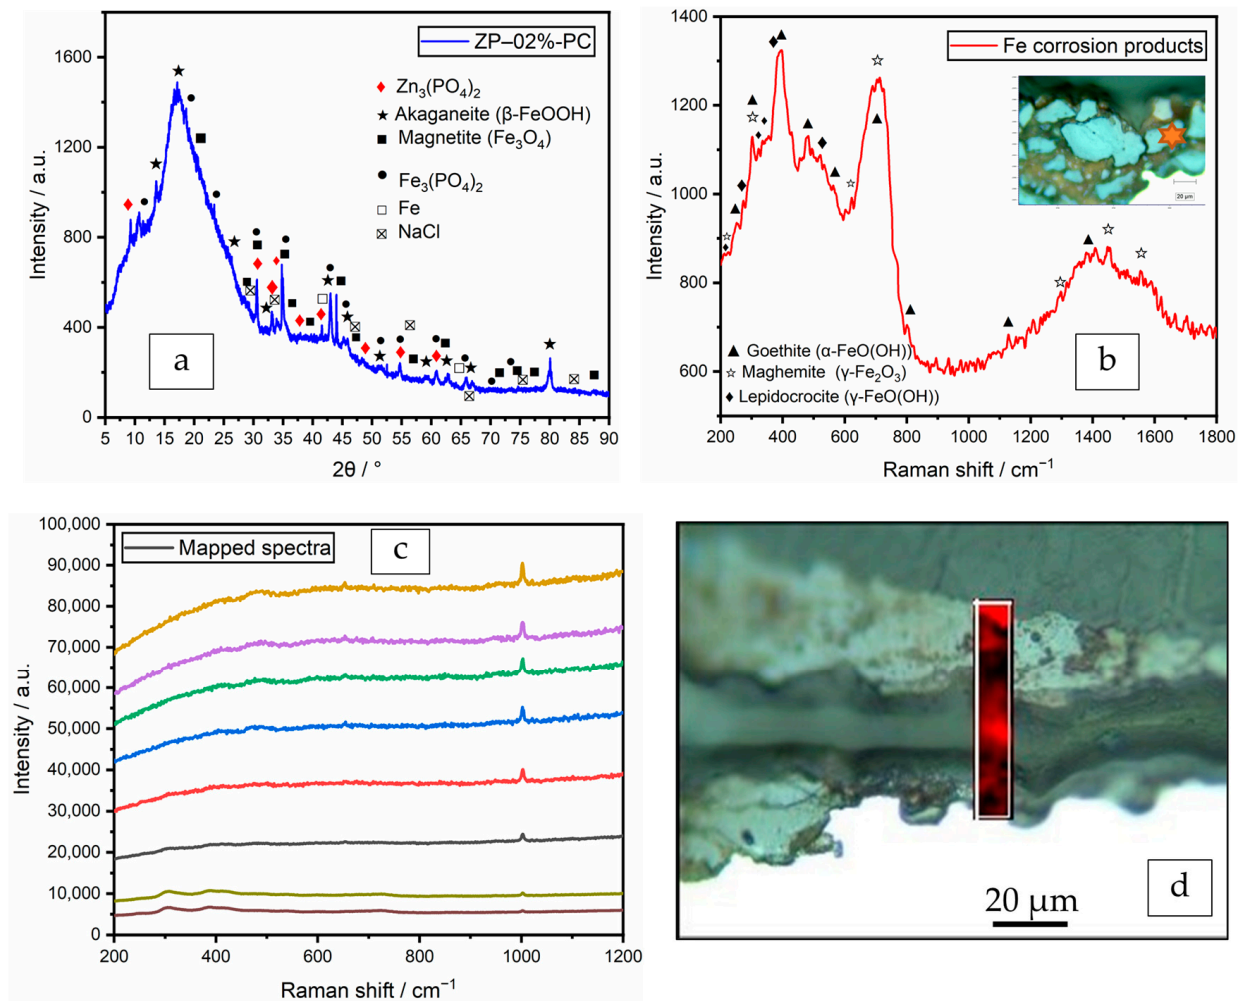 1600
1200
800
400
0
Intensity / a.u.
ZP–02%-PC
Zn3(PO4)2
Akaganeite (β-FeOOH)
Magnetite (Fe3O4)
Fe3(PO4)2
Fe
NaCl
a
5 10 15 20 25 30 35 40 45 50 55 60 65 70 75 80 85 90
2θ / °
1400
1200
1000
800
600
Intensity / a.u.
Fe corrosion products
20 µm
Goethite (α-FeO(OH))
Maghemite (γ-Fe2O3)
Lepidocrocite (γ-FeO(OH))
b
200 400 600 800 1000 1200 1400 1600 1800
Raman shift / cm−1
100,000
90,000
80,000
70,000
60,000
50,000
40,000
30,000
20,000
10,000
0
Intensity / a.u.
Mapped spectra
c
200 400 600 800 1000 1200
Raman shift / cm−1
d
20 µm